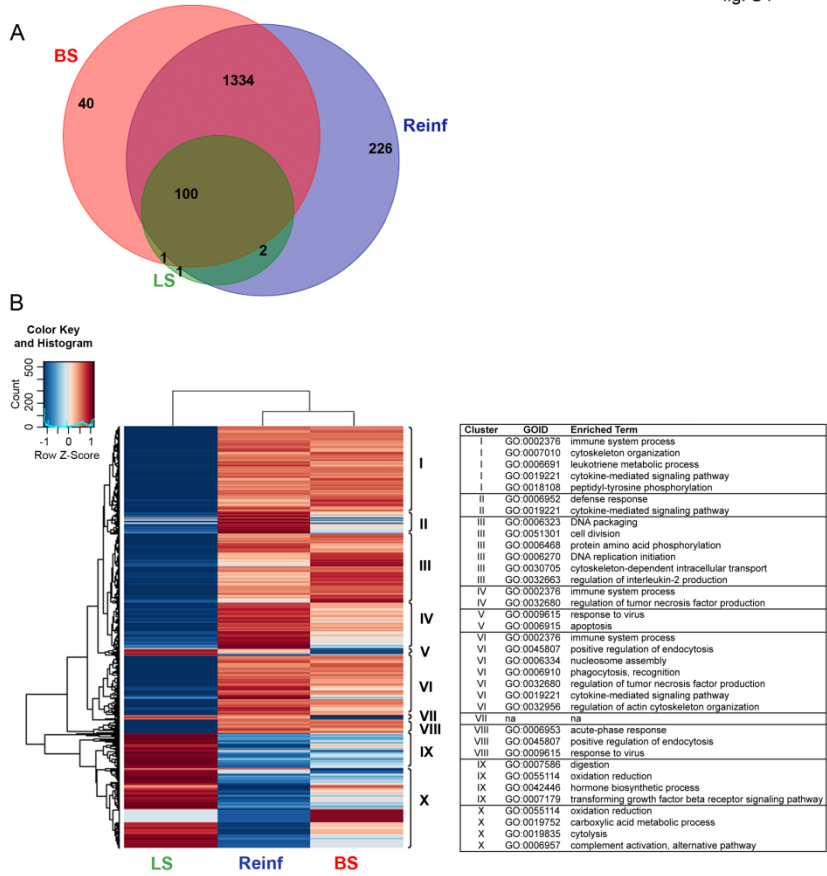 A
BS
1334
40
Reinf
226
100
1
2
1
LS
B
Color Key
and Histogram
Count
0 200 500
-1 0 1
Row Z-Score
I
II
III
IV
V
VI
VII
VIII
IX
X
LS Reinf BS
Cluster GOID Enriched Term
I GO:0002376 immune system process
I GO:0007010 cytoskeleton organization
I GO:0006691 leukotriene metabolic process
I GO:0019221 cytokine-mediated signaling pathway
I GO:0018108 peptidyl-tyrosine phosphorylation
II GO:0006952 defense response
II GO:0019221 cytokine-mediated signaling pathway
III GO:0006323 DNA packaging
III GO:0051301 cell division
III GO:0006468 protein amino acid phosphorylation
III GO:0006270 DNA replication initiation
III GO:0030705 cytoskeleton-dependent intracellular transport
III GO:0032663 regulation of interleukin-2 production
IV GO:0002376 immune system process
IV GO:0032680 regulation of tumor necrosis factor production
V GO:0009615 response to virus
V GO:0006915 apoptosis
VI GO:0002376 immune system process
VI GO:0045807 positive regulation of endocytosis
VI GO:0006334 nucleosome assembly
VI GO:0006910 phagocytosis, recognition
VI GO:0032680 regulation of tumor necrosis factor production
VI GO:0019221 cytokine-mediated signaling pathway
VI GO:0032956 regulation of actin cytoskeleton organization
VII na na
VIII GO:0006953 acute-phase response
VIII GO:0045807 positive regulation of endocytosis
VIII GO:0009615 response to virus
IX GO:0007586 digestion
IX GO:0055114 oxidation reduction
IX GO:0042446 hormone biosynthetic process
IX GO:0007179 transforming growth factor beta receptor signaling pathway
X GO:0055114 oxidation reduction
X GO:0019752 carboxylic acid metabolic process
X GO:0019835 cytolysis
X GO:0006957 complement activation, alternative pathway